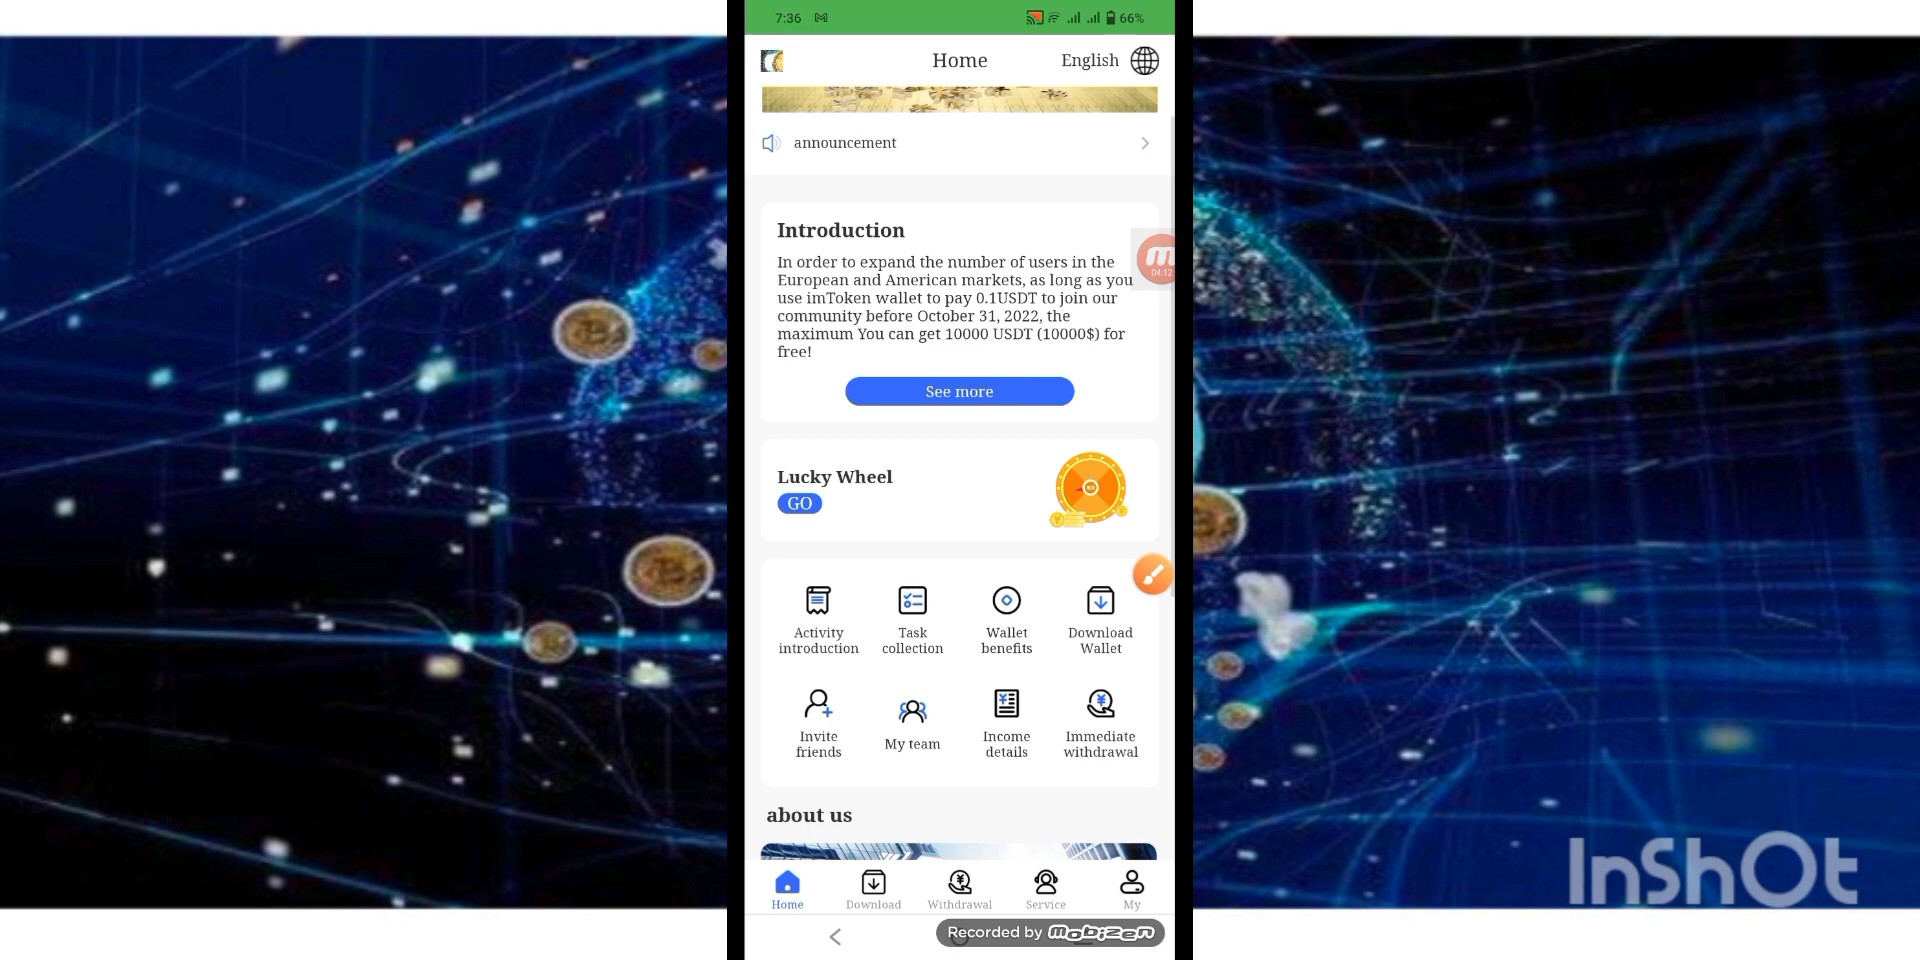 7:36
66%
Home
English
announcement
Introduction
In order to expand the number of users in the
European and American markets, as long as you
use imToken wallet to pay 0.1USDT to join our
community before October 31, 2022, the
maximum You can get 10000 USDT (10000$) for
free!
04:12
See more
Lucky Wheel
GO
Activity
introduction
Task
collection
Wallet
benefits
Download
Wallet
Invite
friends
My team
Income
details
Immediate
withdrawal
about us
Home
Download
Withdrawal
Service
My
Recorded by Mobizen
InShOt